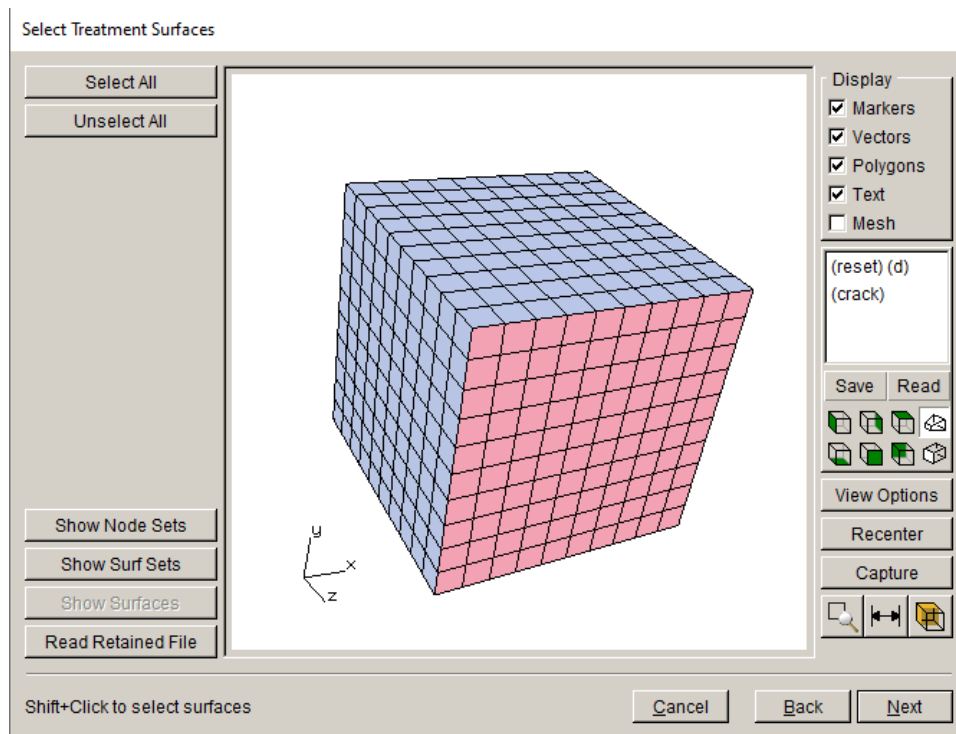 Select Treatment Surfaces
Select All
Unselect All
Show Node Sets
Show Surf Sets
Show Surfaces
Read Retained File
y
x
z
Display
Markers
Vectors
Polygons
Text
Mesh
(reset) (d)
(crack)
Save Read
View Options
Recenter
Capture
Shift+Click to select surfaces
Cancel Back Next